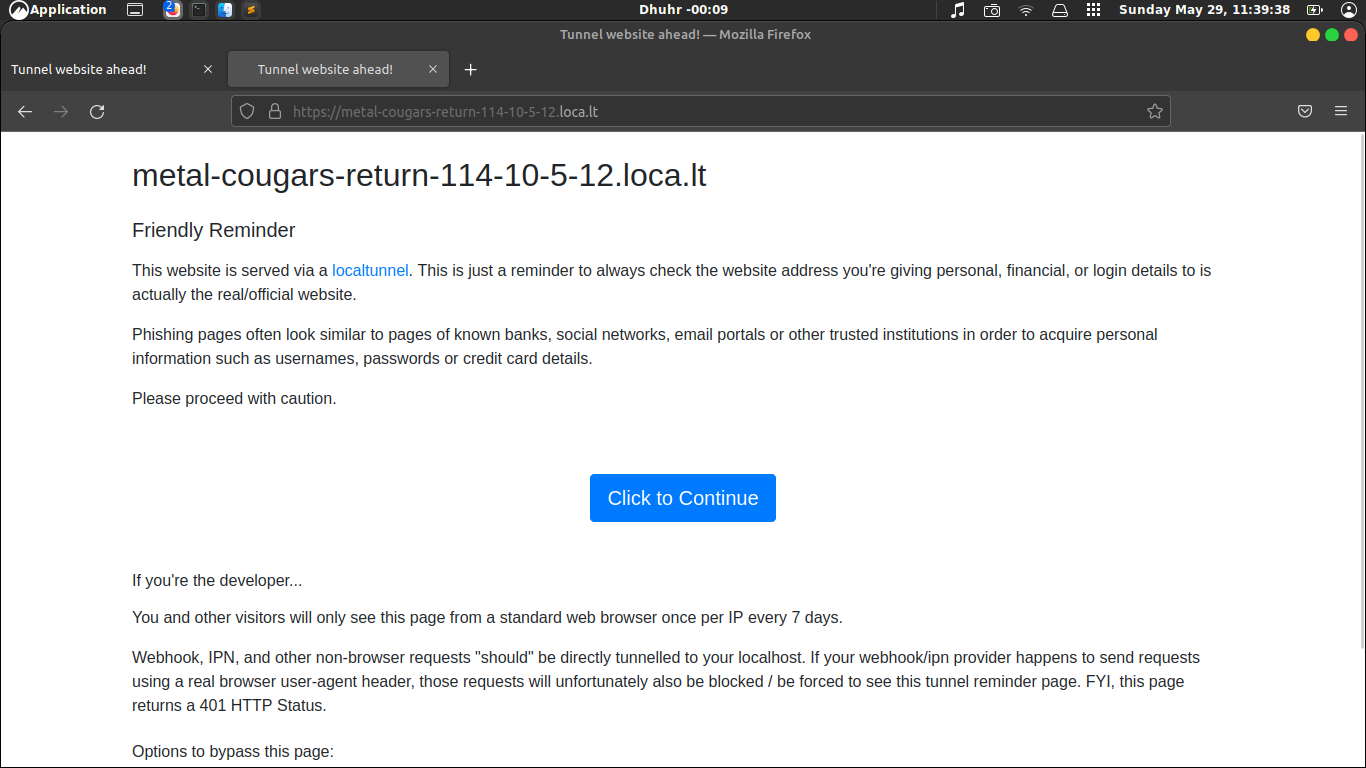 Application
2
Dhuhr -00:09
Sunday May 29, 11:39:38
Tunnel website ahead! — Mozilla Firefox
Tunnel website ahead!
Tunnel website ahead!
https://metal-cougars-return-114-10-5-12.loca.lt
metal-cougars-return-114-10-5-12.loca.lt
Friendly Reminder
This website is served via a localtunnel. This is just a reminder to always check the website address you're giving personal, financial, or login details to is
actually the real/official website.
Phishing pages often look similar to pages of known banks, social networks, email portals or other trusted institutions in order to acquire personal
information such as usernames, passwords or credit card details.
Please proceed with caution.
Click to Continue
If you're the developer...
You and other visitors will only see this page from a standard web browser once per IP every 7 days.
Webhook, IPN, and other non-browser requests "should" be directly tunnelled to your localhost. If your webhook/ipn provider happens to send requests
using a real browser user-agent header, those requests will unfortunately also be blocked / be forced to see this tunnel reminder page. FYI, this page
returns a 401 HTTP Status.
Options to bypass this page: